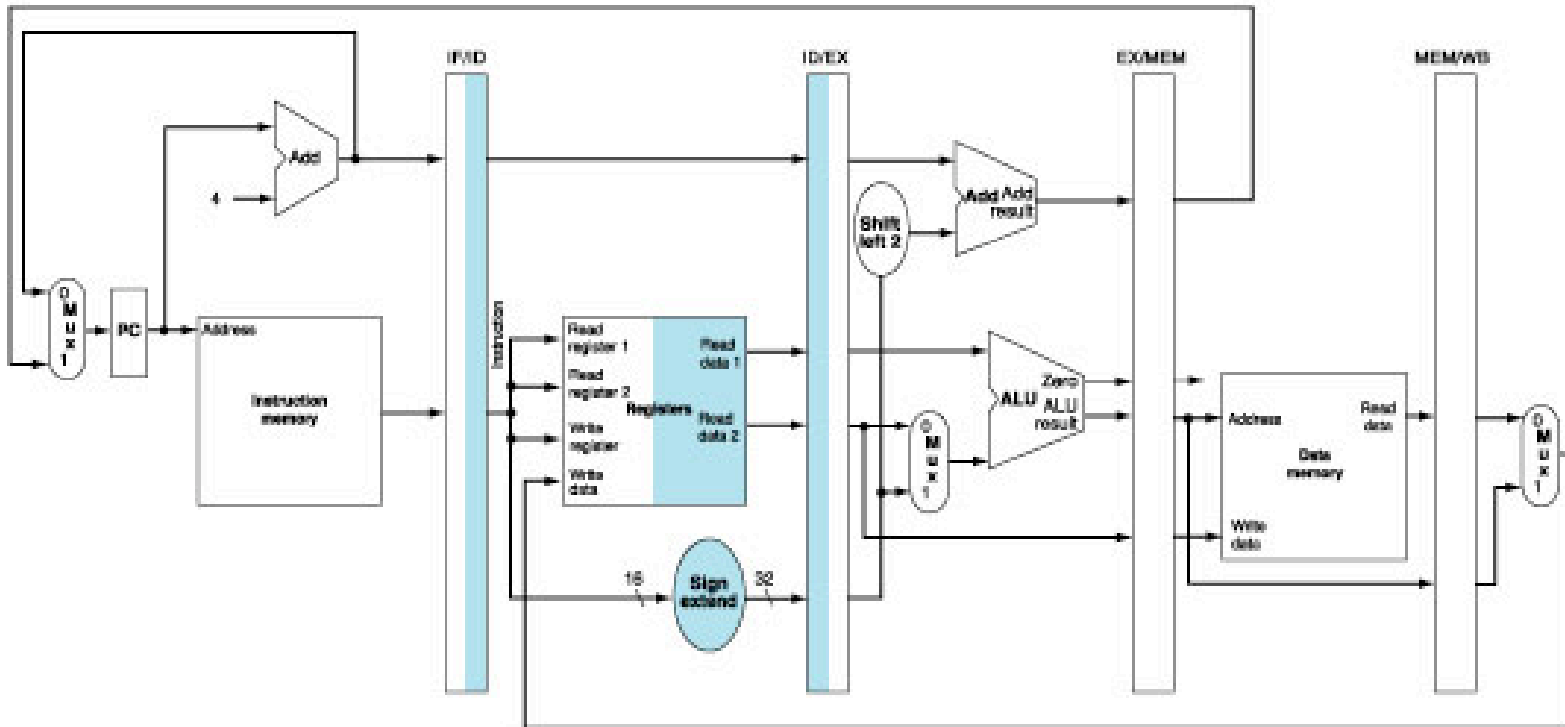 IF/ID
ID/EX
EX/MEM
MEM/WB
Add
4
Shift
left 2
Add
Add
result
0
M
u
x
1
PC
Address
Instruction
memory
Instruction
Read
register 1
Read
register 2
Write
register
Write
data
Registers
Read
data 1
Read
data 2
0
M
u
x
1
Zero
ALU
ALU
result
Address
Read
data
Data
memory
Write
data
0
M
u
x
1
16
Sign
extend
32